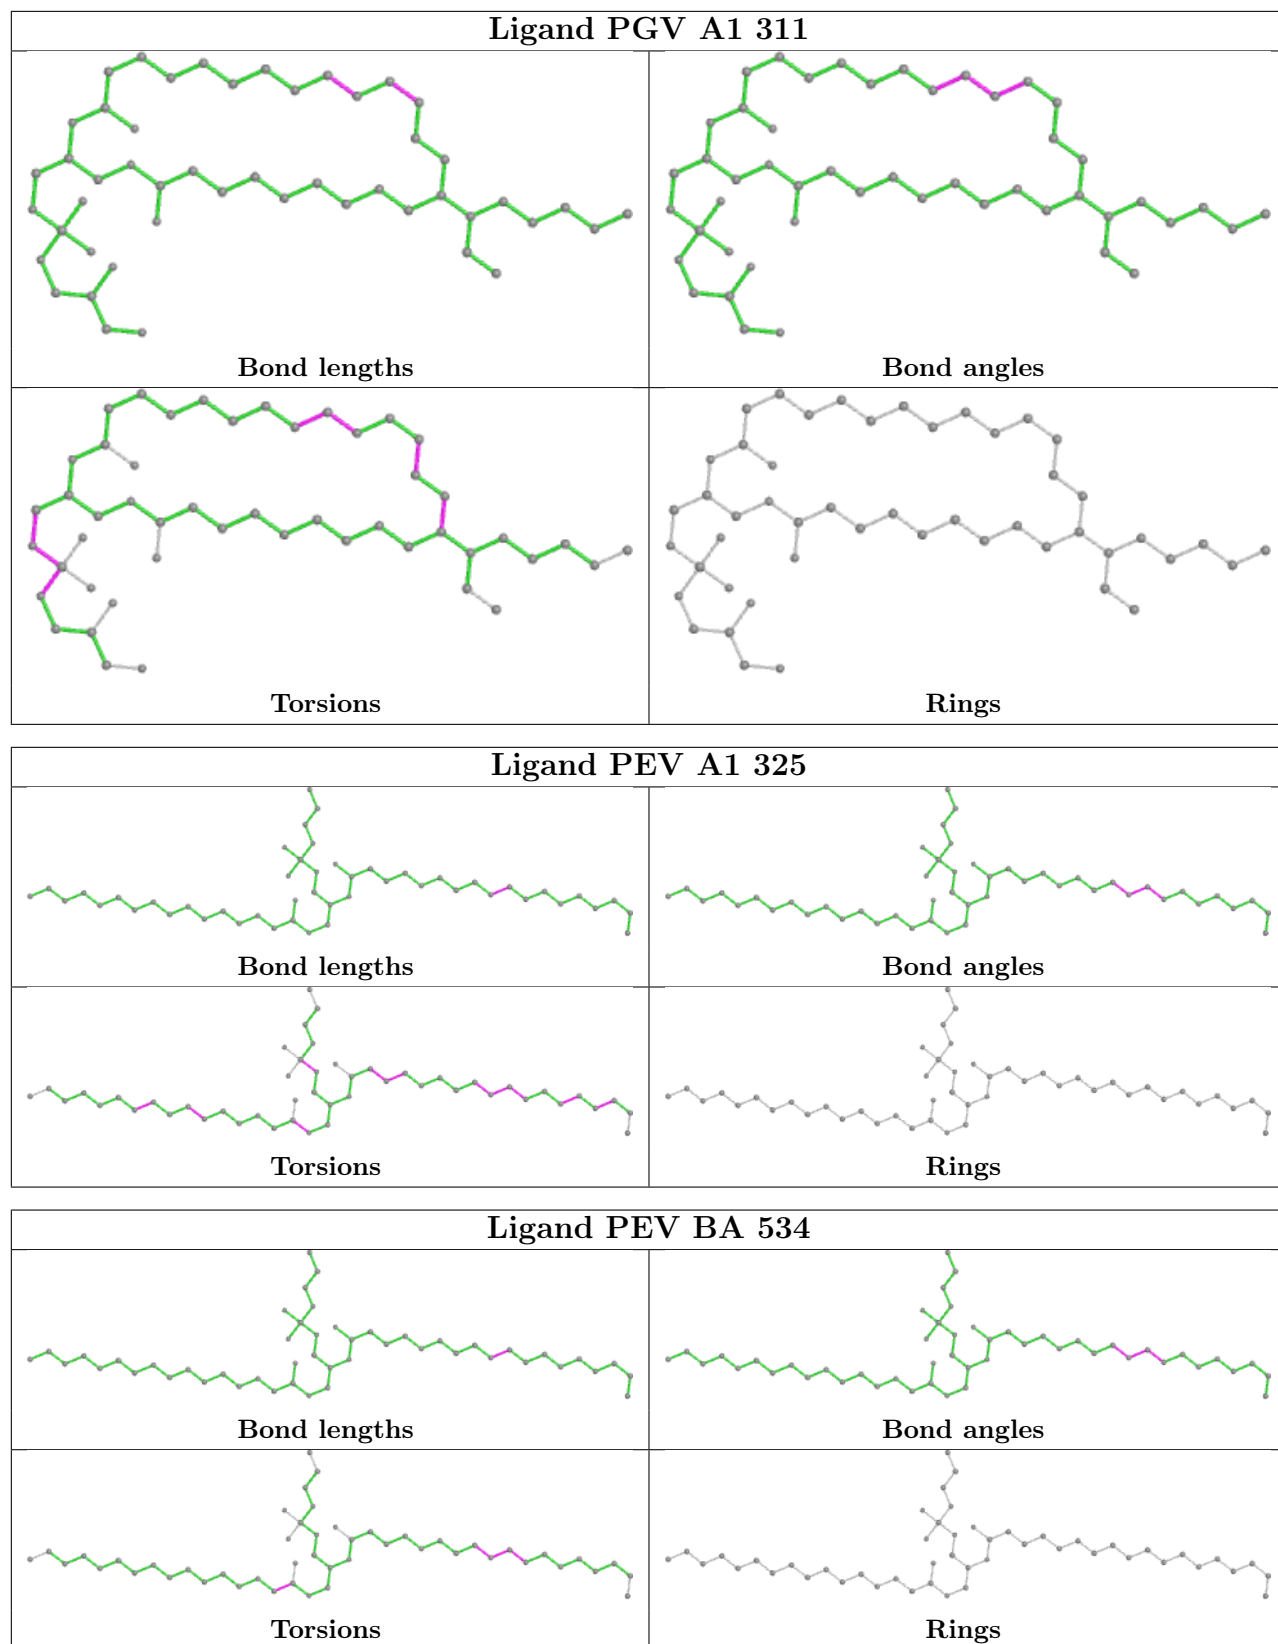 Ligand PGV A1 311
Bond lengths
Bond angles
Torsions
Rings
Ligand PEV A1 325
Bond lengths
Bond angles
Torsions
Rings
Ligand PEV BA 534
Bond lengths
Bond angles
Torsions
Rings